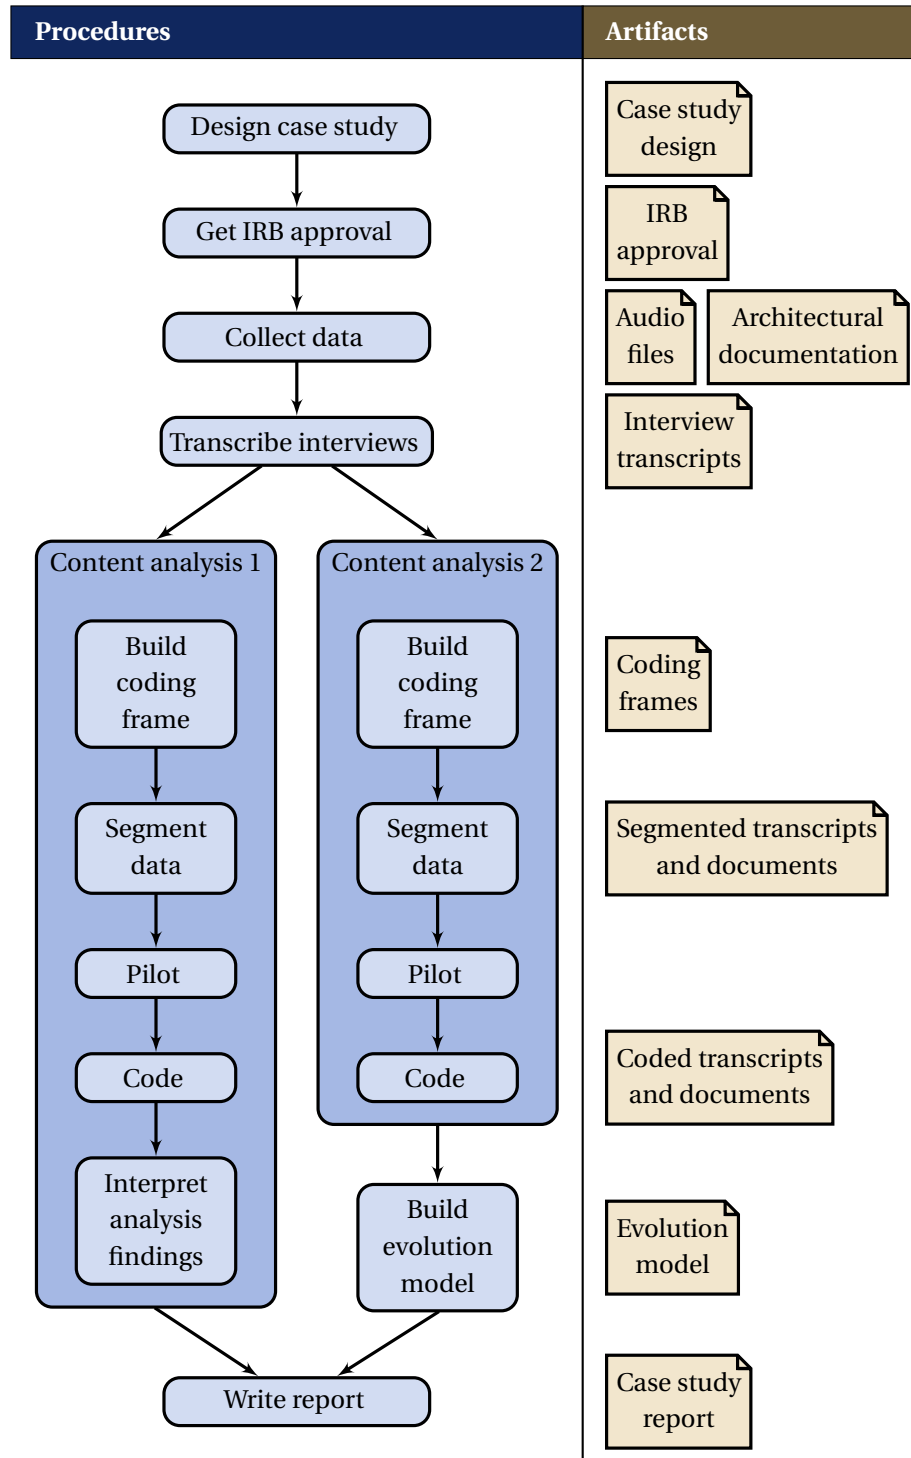 Procedures
Artifacts
Design case study
Case study
design
Get IRB approval
IRB
approval
Collect data
Audio
files
Architectural
documentation
Transcribe interviews
Interview
transcripts
Content analysis 1
Build
coding
frame
Segment
data
Pilot
Code
Interpret
analysis
findings
Content analysis 2
Build
coding
frame
Segment
data
Pilot
Code
Build
evolution
model
Coding
frames
Segmented transcripts
and documents
Coded transcripts
and documents
Evolution
model
Write report
Case study
report